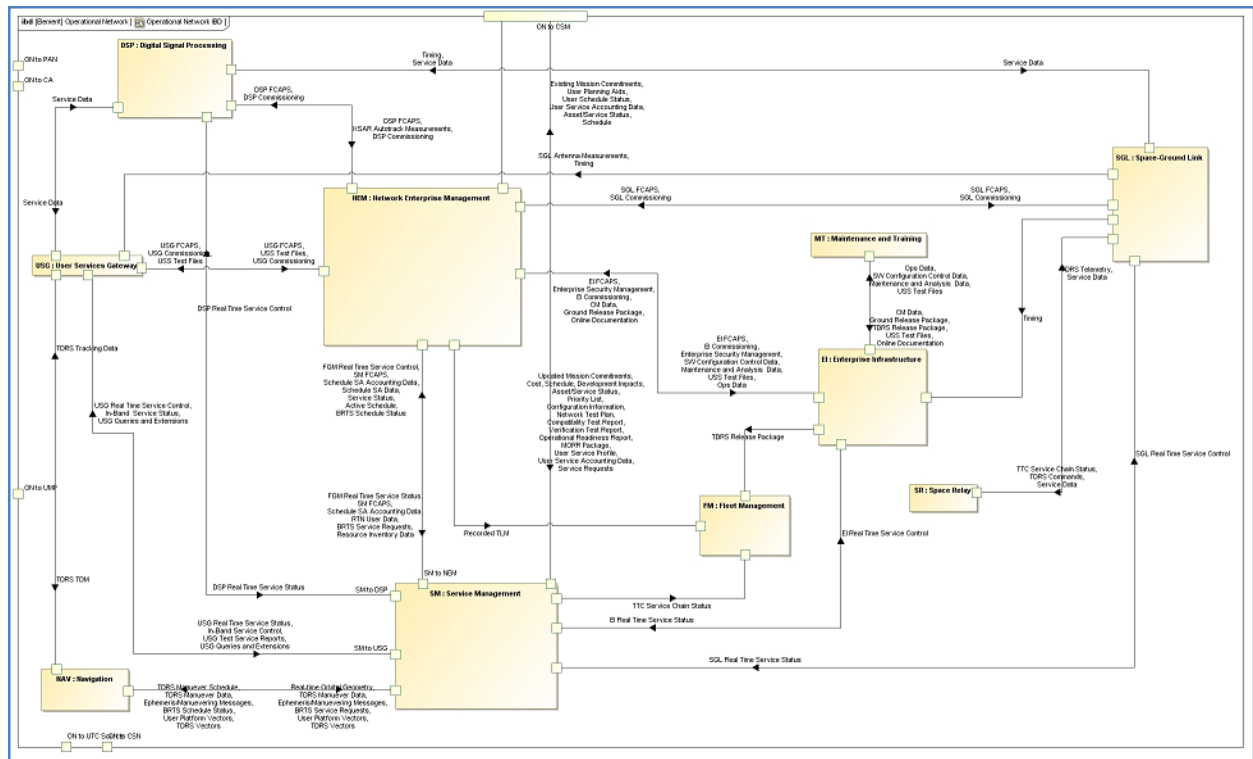 ibd [Element] Operational Network [ Operational Network IBD ]
ON to CSM
ON to PAN
ON to CA
DSP : Digital Signal Processing
Timing,
Service Data
Service Data
Service Data
DSP FCAPS,
DSP Commissioning
Existing Mission Commitments,
User Planning Aids,
User Schedule Status,
User Service Accounting Data,
Asset/Service Status,
Schedule
DSP FCAPS,
KSAR Autotrack Measurements,
DSP Commissioning
SGL Antenna Measurements,
Timing
SGL : Space-Ground Link
NEM : Network Enterprise Management
SGL FCAPS,
SGL Commissioning
SGL FCAPS,
SGL Commissioning
Service Data
MT : Maintenance and Training
USG FCAPS,
USG Commissioning,
USS Test Files
USG FCAPS,
USS Test Files,
USG Commissioning
USG : User Services Gateway
Ops Data,
SW Configuration Control Data,
Maintenance and Analysis Data,
USS Test Files
TDRS Telemetry,
Service Data
EI FCAPS,
Enterprise Security Management,
EI Commissioning,
CM Data,
Ground Release Package,
Online Documentation
DSP Real Time Service Control
CM Data,
Ground Release Package,
TDRS Release Package,
USS Test Files,
Online Documentation
Timing
TDRS Tracking Data
EI FCAPS,
EI Commissioning,
Enterprise Security Management,
SW Configuration Control Data,
Maintenance and Analysis Data,
USS Test Files,
Ops Data
EI : Enterprise Infrastructure
FGM Real Time Service Control,
SM FCAPS,
Schedule SA Accounting Data,
Schedule SA Data,
Service Status,
Active Schedule,
BRTS Schedule Status
Updated Mission Commitments,
Cost, Schedule, Development Impacts,
Asset/Service Status,
Priority List,
Configuration Information,
Network Test Plan,
Compatibility Test Report,
Verification Test Report,
Operational Readiness Report,
MORR Package,
User Service Profile,
User Service Accounting Data,
Service Requests
USG Real Time Service Control,
In-Band Service Status,
USG Queries and Extensions
TDRS Release Package
SGL Real Time Service Control
TTC Service Chain Status,
TDRS Commands,
Service Data
SR : Space Relay
ON to UMP
FM : Fleet Management
FGM Real Time Service Status,
SM FCAPS,
Schedule SA Accounting Data,
RTN User Data,
BRTS Service Requests,
Resource Inventory Data
Recorded TLM
EI Real Time Service Control
SM to NEM
TDRS TDM
DSP Real Time Service Status
SM to DSP
SM : Service Management
TTC Service Chain Status
EI Real Time Service Status
USG Real Time Service Status,
In-Band Service Control,
USG Test Service Reports,
USG Queries and Extensions
SM to USG
SGL Real Time Service Status
NAV : Navigation
TDRS Manuever Schedule,
TDRS Manuever Data,
Ephemeris/Manuevering Messages,
BRTS Schedule Status,
User Platform Vectors,
TDRS Vectors
Real-time Orbital Geometry,
TDRS Manuever Data,
Ephemeris/Manuevering Messages,
BRTS Service Requests,
User Platform Vectors,
TDRS Vectors
ON to UTC
ON to CSN